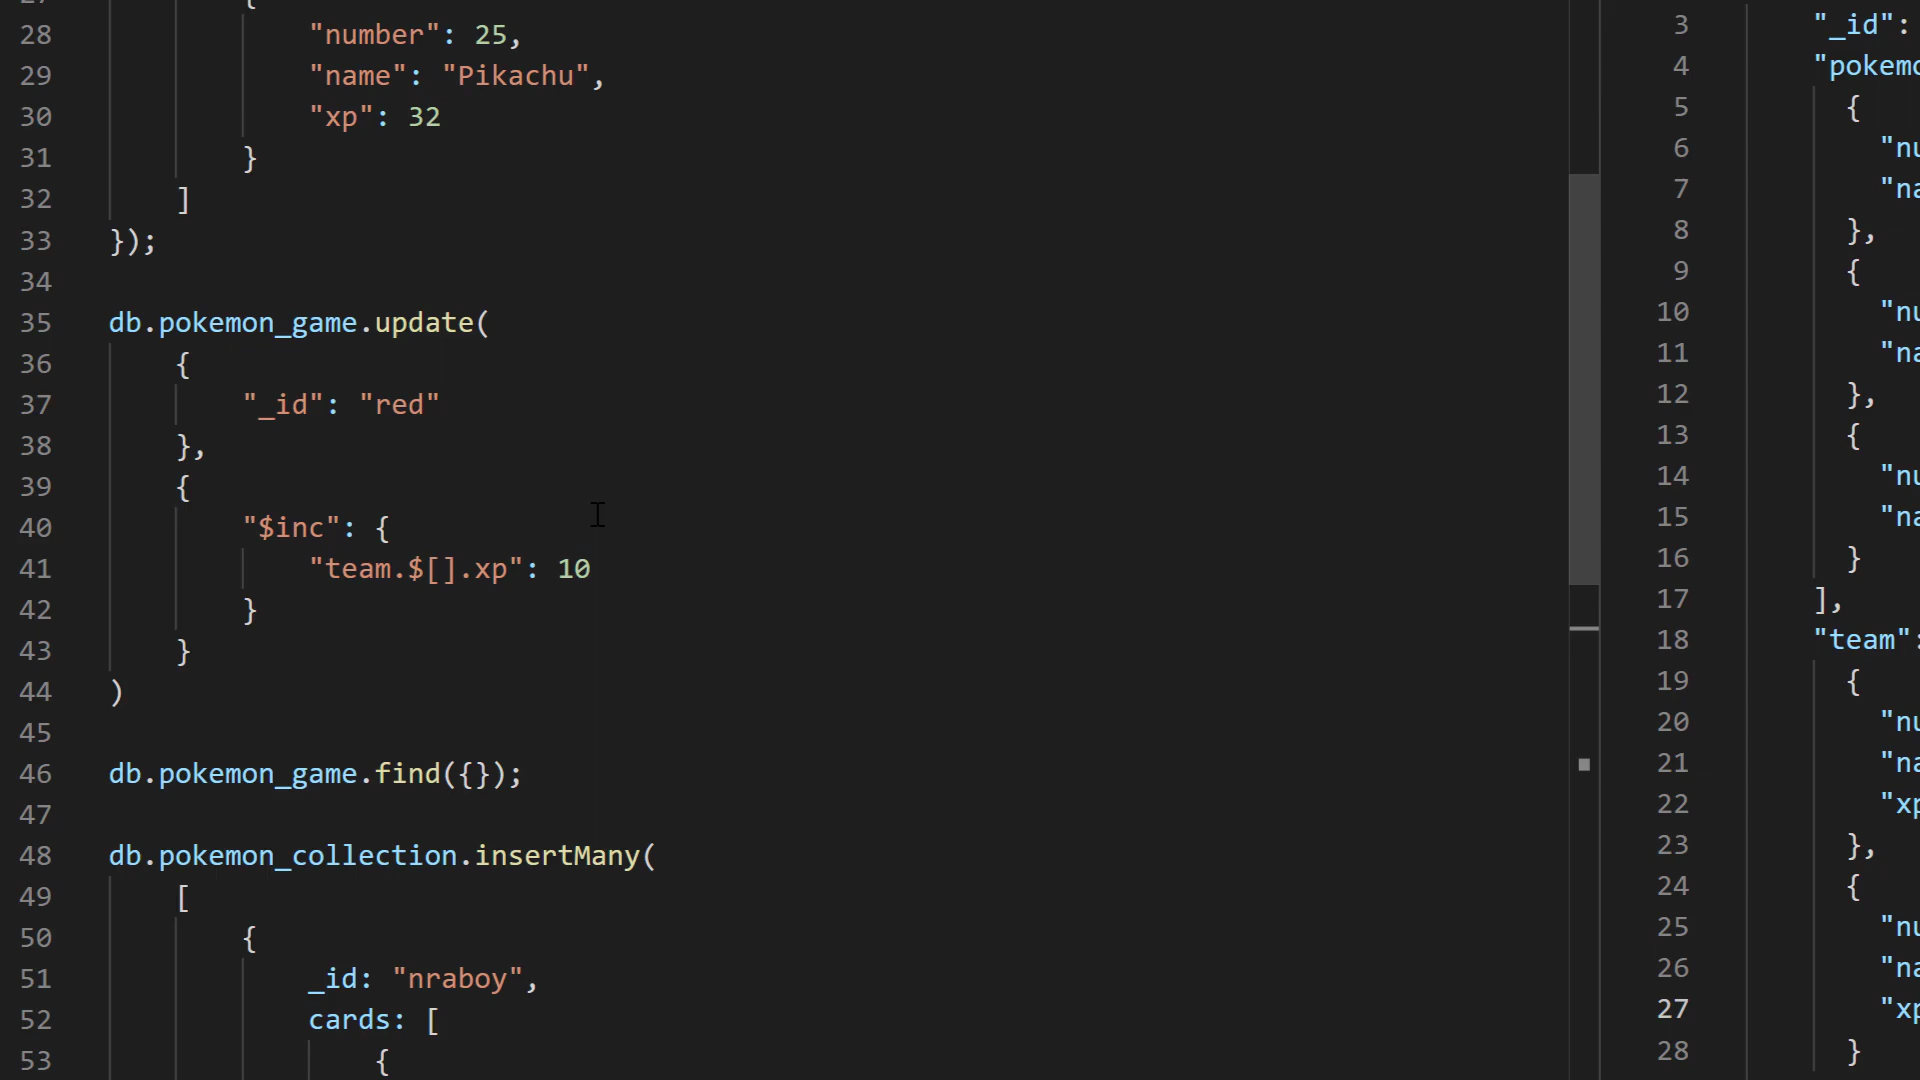 27 {
28 "number": 25,
29 "name": "Pikachu",
30 "xp": 32
31 }
32 ]
33 });
34
35 db.pokemon_game.update(
36 {
37 "_id": "red"
38 },
39 {
40 "$inc": {
41 "team.$[].xp": 10
42 }
43 }
44 )
45
46 db.pokemon_game.find({});
47
48 db.pokemon_collection.insertMany(
49 [
50 {
51 _id: "nraboy",
52 cards: [
53 {
3 "_id":
4 "pokemo
5 {
6 "nu
7 "na
8 },
9 {
10 "nu
11 "na
12 },
13 {
14 "nu
15 "na
16 }
17 ],
18 "team":
19 {
20 "nu
21 "na
22 "xp
23 },
24 {
25 "nu
26 "na
27 "xp
28 }